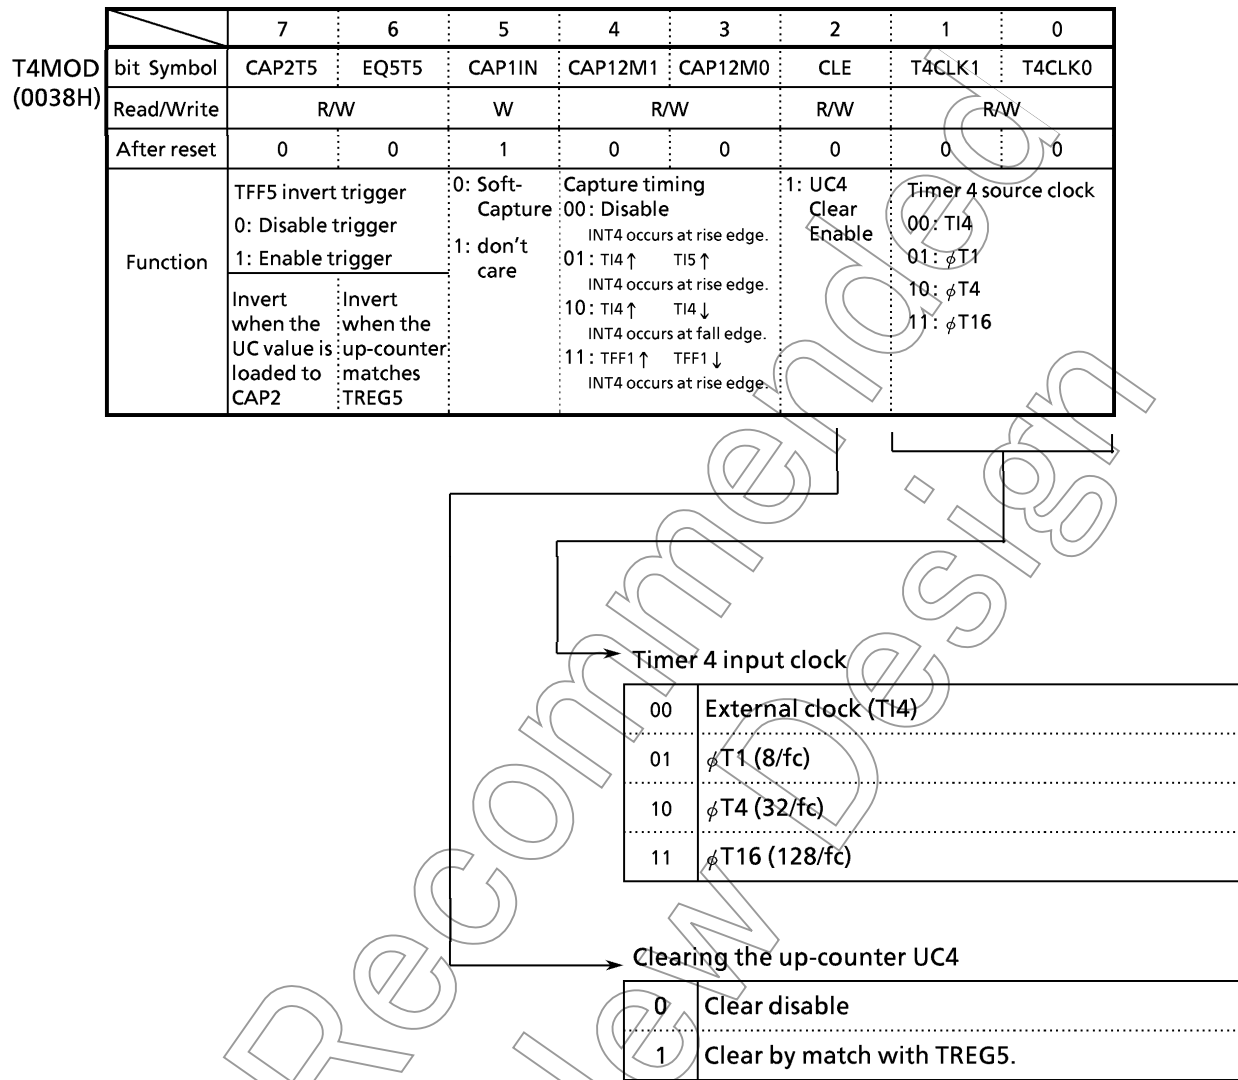 7 6 5 4 3 2 1 0
T4MOD
(0038H)
bit Symbol CAP2T5 EQ5T5 CAP1IN CAP12M1 CAP12M0 CLE T4CLK1 T4CLK0
Read/Write R/W W R/W R/W R/W
After reset 0 0 1 0 0 0 0 0
Function
TFF5 invert trigger
0: Disable trigger
1: Enable trigger
Invert
when the
UC value is
loaded to
CAP2
Invert
when the
up-counter
matches
TREG5
0: Soft-
Capture
1: don't
care
Capture timing
00: Disable
INT4 occurs at rise edge.
01: TI4↑ TI5↑
INT4 occurs at rise edge.
10: TI4↑ TI4↓
INT4 occurs at fall edge.
11: TFF1↑ TFF1↓
INT4 occurs at rise edge.
1: UC4
Clear
Enable
Timer 4 source clock
00: TI4
01: ϕT1
10: ϕT4
11: ϕT16
Timer 4 input clock
00 External clock (TI4)
01 ϕT1 (8/fc)
10 ϕT4 (32/fc)
11 ϕT16 (128/fc)
Clearing the up-counter UC4
0 Clear disable
1 Clear by match with TREG5.
Recommended
Design